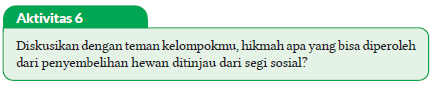 Aktivitas 6
Diskusikan dengan teman kelompokmu, hikmah apa yang bisa diperoleh
dari penyembelihan hewan ditinjau dari segi sosial?